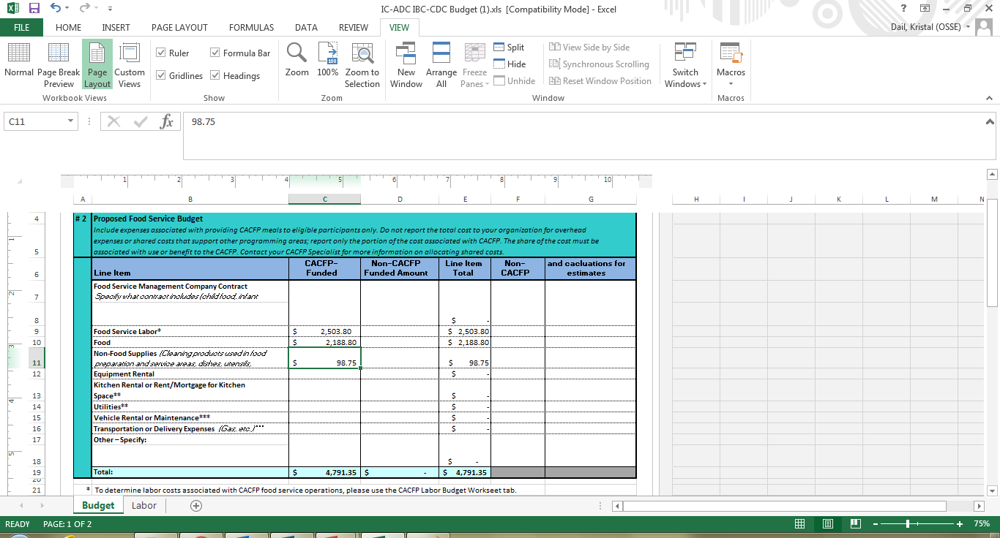 IC-ADC IBC-CDC Budget (1).xls [Compatibility Mode] - Excel
FILE HOME INSERT PAGE LAYOUT FORMULAS DATA REVIEW VIEW Dail, Kristal (OSSE)
Normal Page Break Preview Page Layout Custom Views
Workbook Views
Ruler Formula Bar
Gridlines Headings
Show
Zoom 100% Zoom to Selection
Zoom
New Window Arrange All Freeze Panes
Split
Hide
Unhide
View Side by Side
Synchronous Scrolling
Reset Window Position
Window
Switch Windows
Macros
Macros
C11 fx 98.75
1 2 3 4 5 6 7 8 9 10
A B C D E F G H I J K L M N
4 # 2 Proposed Food Service Budget
Include expenses associated with providing CACFP meals to eligible participants only. Do not report the total cost to your organization for overhead
expenses or shared costs that support other programming areas; report only the portion of the cost associated with CACFP. The share of the cost must be
5 associated with use or benefit to the CACFP. Contact your CACFP Specialist for more information on allocating shared costs.
CACFP- Non-CACFP Line Item Non- and cacluations for
6 Line Item Funded Funded Amount Total CACFP estimates
Food Service Management Company Contract
7 Specify what contract includes (child food, infant
8 $ -
9 Food Service Labor* $ 2,503.80 $ 2,503.80
10 Food $ 2,188.80 $ 2,188.80
Non-Food Supplies (Cleaning products used in food
11 preparation and service areas, dishes, utensils. $ 98.75 $ 98.75
12 Equipment Rental $ -
Kitchen Rental or Rent/Mortgage for Kitchen
13 Space** $ -
14 Utilities** $ -
15 Vehicle Rental or Maintenance*** $ -
16 Transportation or Delivery Expenses (Gas, etc.)*** $ -
17 Other – Specify:
18 $ -
19 Total: $ 4,791.35 $ - $ 4,791.35
20
21 * To determine labor costs associated with CACFP food service operations, please use the CACFP Labor Budget Workseet tab.
Budget Labor
READY PAGE: 1 OF 2 75%